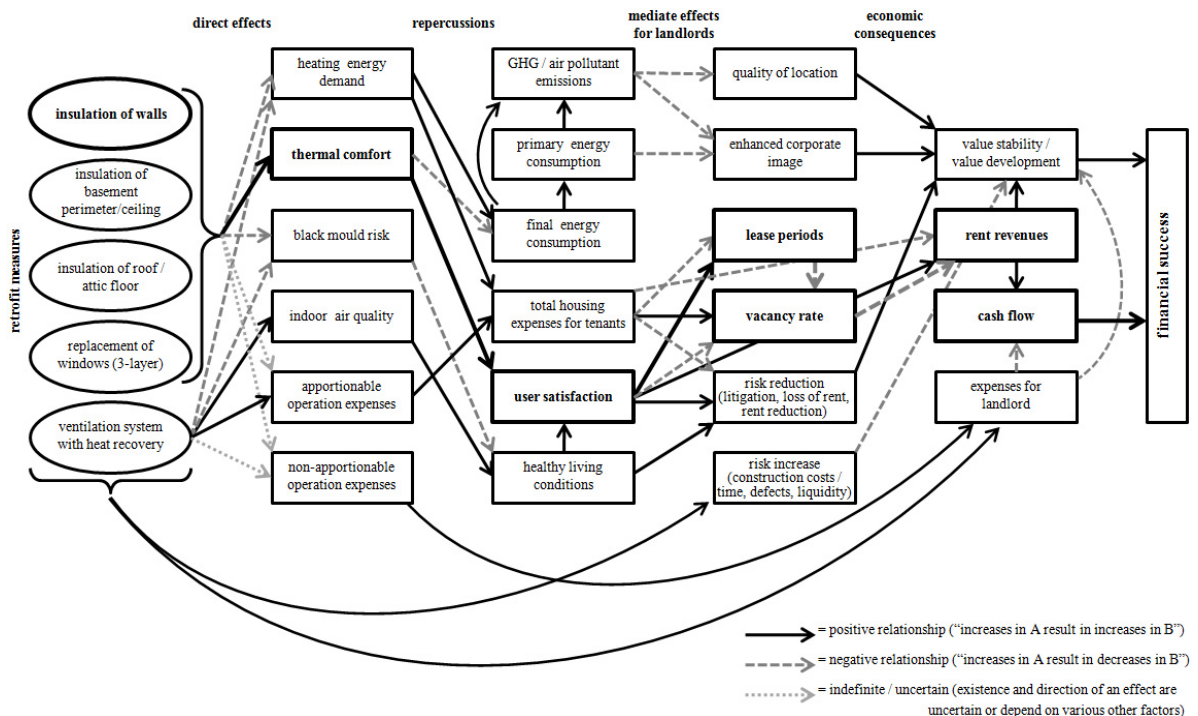 direct effects
repercussions
mediate effects
for landlords
economic
consequences
retrofit measures
insulation of walls
insulation of
basement
perimeter/ceiling
insulation of roof /
attic floor
replacement of
windows (3-layer)
ventilation system
with heat recovery
heating energy
demand
thermal comfort
black mould risk
indoor air quality
apportionable
operation expenses
non-apportionable
operation expenses
GHG / air pollutant
emissions
primary energy
consumption
final energy
consumption
total housing
expenses for tenants
user satisfaction
healthy living
conditions
quality of location
enhanced corporate
image
lease periods
vacancy rate
risk reduction
(litigation, loss of rent,
rent reduction)
risk increase
(construction costs /
time, defects, liquidity)
value stability /
value development
rent revenues
cash flow
expenses for
landlord
financial success
= positive relationship (“increases in A result in increases in B”)
= negative relationship (“increases in A result in decreases in B”)
= indefinite / uncertain (existence and direction of an effect are
uncertain or depend on various other factors)